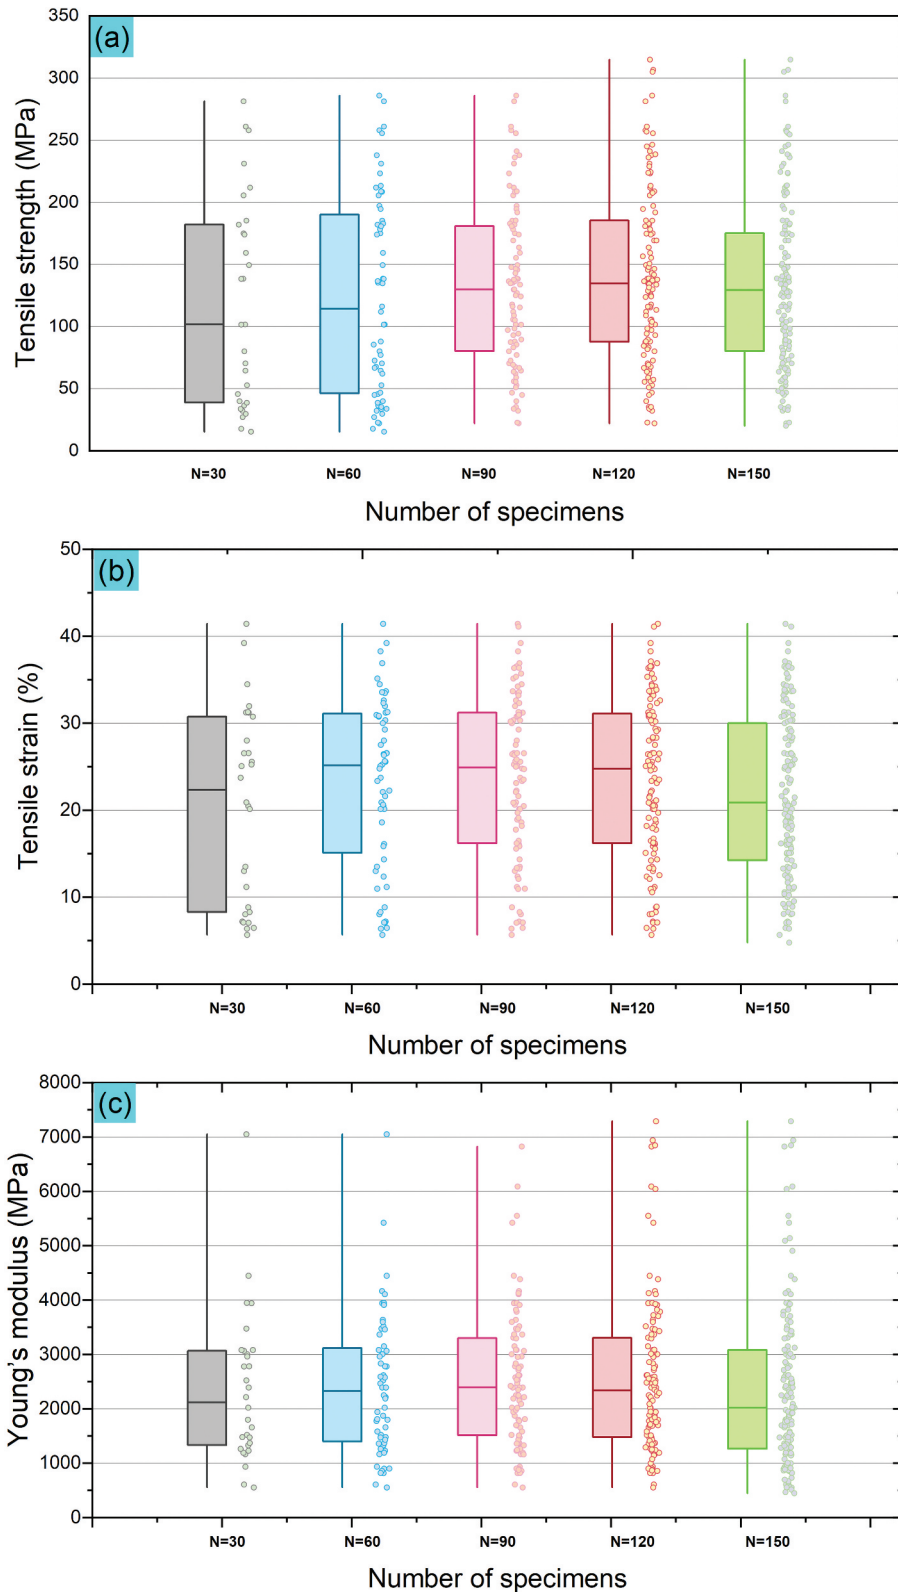 (a)
Tensile strength (MPa)
350
300
250
200
150
100
50
0
N=30 N=60 N=90 N=120 N=150
Number of specimens
(b)
Tensile strain (%)
50
40
30
20
10
0
N=30 N=60 N=90 N=120 N=150
Number of specimens
(c)
Young's modulus (MPa)
8000
7000
6000
5000
4000
3000
2000
1000
0
N=30 N=60 N=90 N=120 N=150
Number of specimens